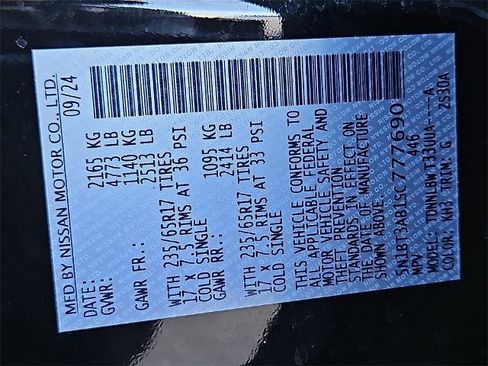 MFD BY NISSAN MOTOR CO., LTD.
DATE: 09/24
GVWR: 2165 KG
4773 LB
GAWR FR.: 1140 KG
2513 LB
WITH 235/65R17 TIRES
17 X 7.5 RIMS AT 36 PSI
COLD SINGLE
GAWR RR.: 1095 KG
2414 LB
WITH 235/65R17 TIRES
17 X 7.5 RIMS AT 33 PSI
COLD SINGLE
THIS VEHICLE CONFORMS TO
ALL APPLICABLE FEDERAL
MOTOR VEHICLE SAFETY AND
THEFT PREVENTION
STANDARDS IN EFFECT ON
THE DATE OF MANUFACTURE
SHOWN ABOVE.
5N1BT3AB1SC777690
MPV 446
MODEL:
COLOR: KH3 TRIM: G 2S30A